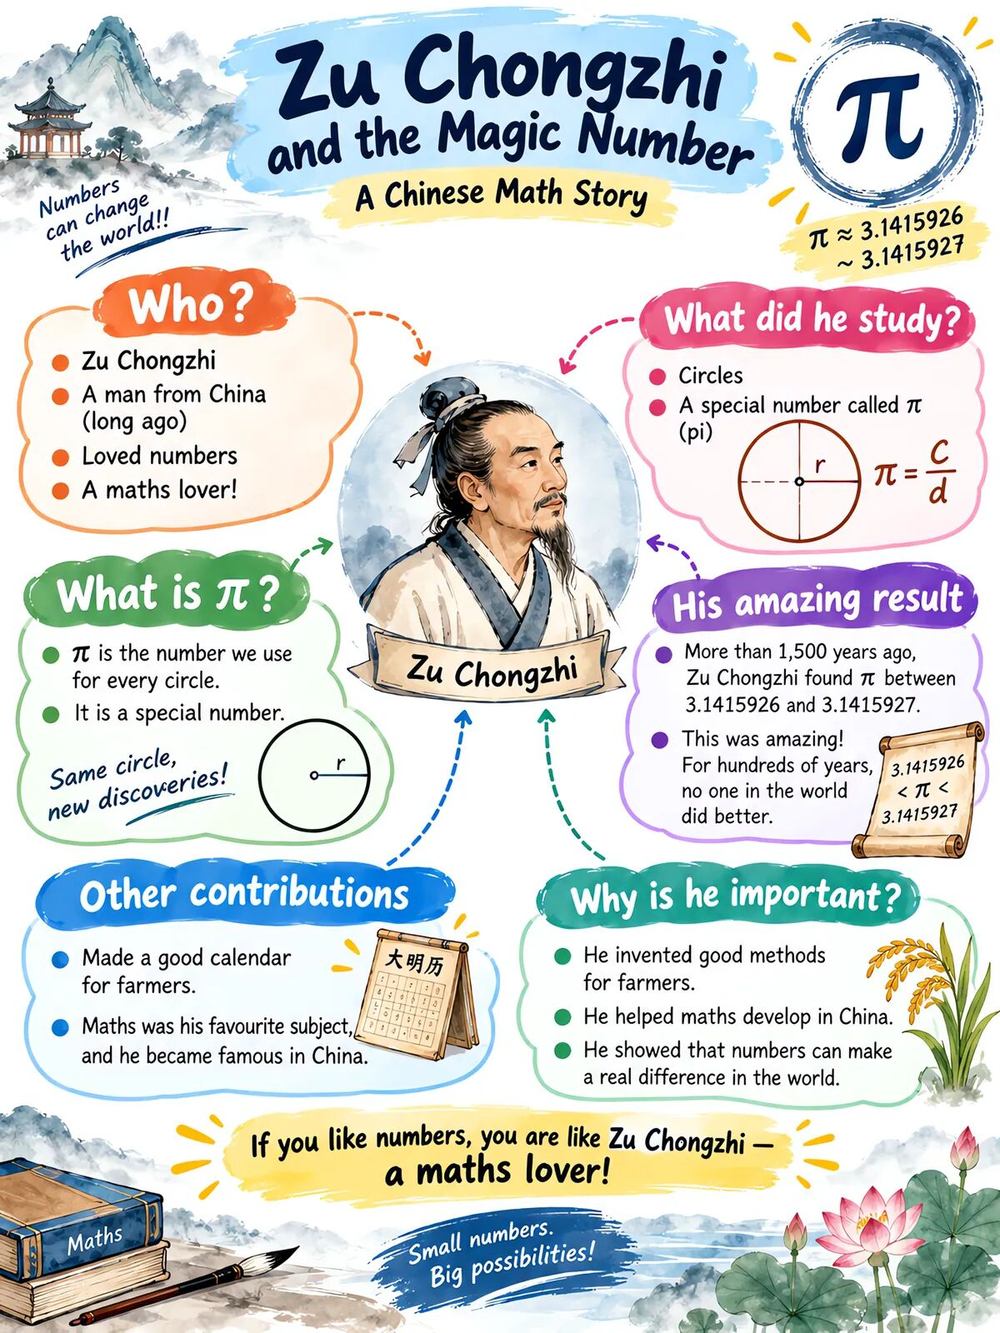 Zu Chongzhi
and the Magic Number
A Chinese Math Story
Numbers
can change
the world!!
π
π ≈ 3.1415926
~ 3.1415927
Who?
Zu Chongzhi
A man from China
(long ago)
Loved numbers
A maths lover!
What did he study?
Circles
A special number called π
(pi)
r
π = C/d
What is π?
π is the number we use
for every circle.
It is a special number.
Same circle,
new discoveries!
r
Zu Chongzhi
His amazing result
More than 1,500 years ago,
Zu Chongzhi found π between
3.1415926 and 3.1415927.
This was amazing!
For hundreds of years,
no one in the world
did better.
3.1415926
< π <
3.1415927
Other contributions
Made a good calendar
for farmers.
Maths was his favourite subject,
and he became famous in China.
大明历
Why is he important?
He invented good methods
for farmers.
He helped maths develop in China.
He showed that numbers can make
a real difference in the world.
If you like numbers, you are like Zu Chongzhi —
a maths lover!
Maths
Small numbers.
Big possibilities!